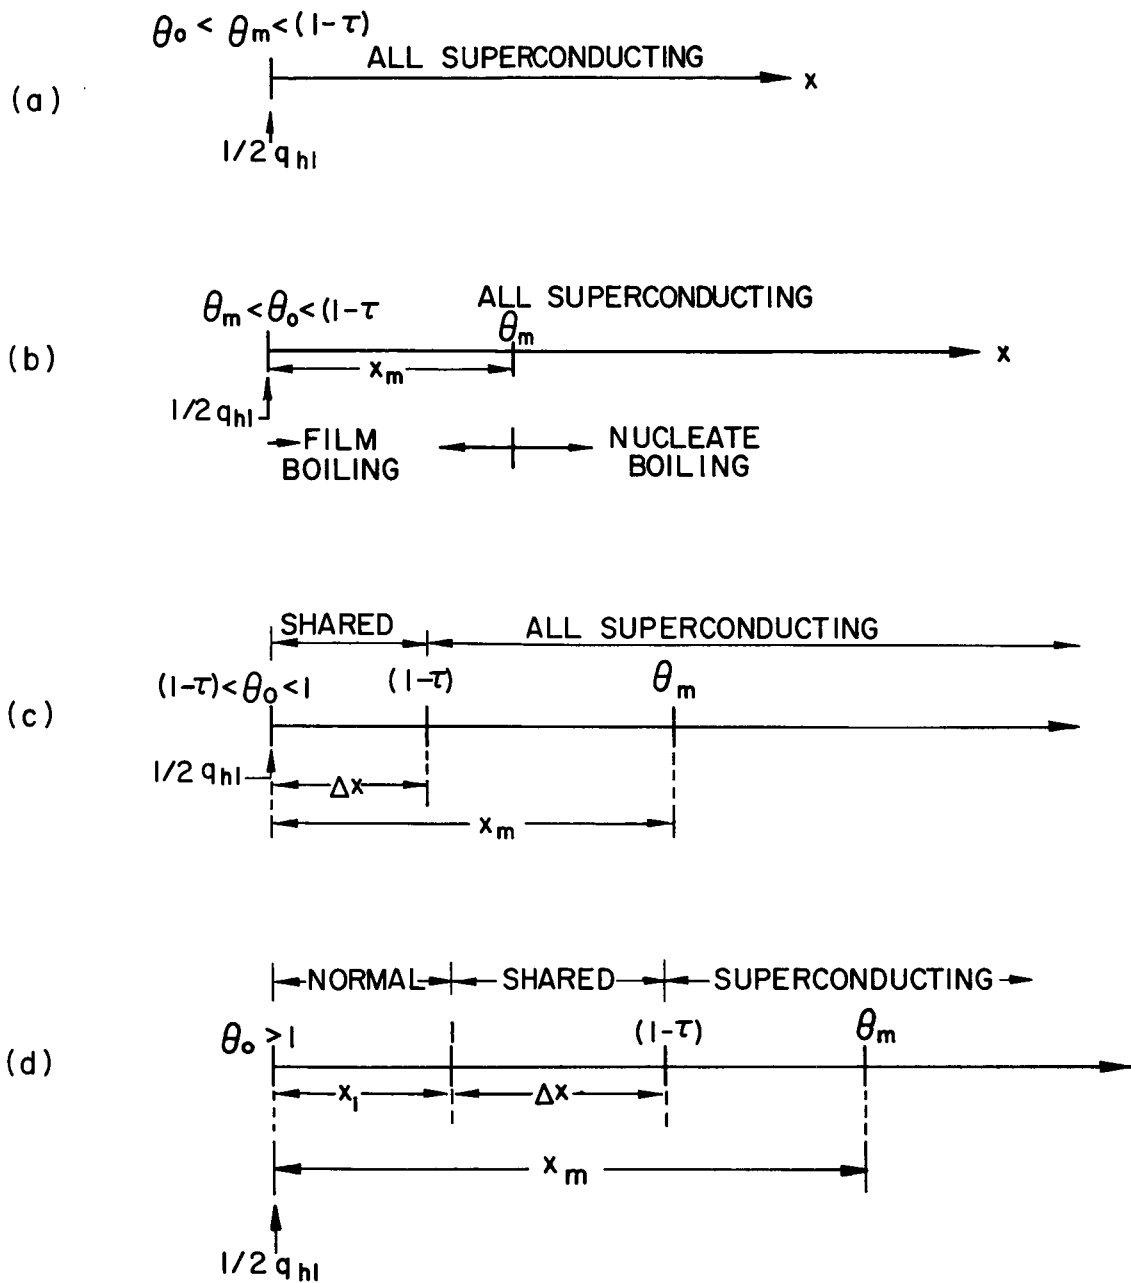 θo < θm < (1-τ)
ALL SUPERCONDUCTING
x
(a)
1/2 qhl
ALL SUPERCONDUCTING
θm < θo < (1-τ
θm
(b)
x
xm
1/2 qhl
FILM BOILING
NUCLEATE BOILING
SHARED
ALL SUPERCONDUCTING
(1-τ) < θo < 1
(1-τ)
θm
(c)
1/2 qhl
Δx
xm
NORMAL
SHARED
SUPERCONDUCTING
θo > 1
1
(1-τ)
θm
(d)
x1
Δx
xm
1/2 qhl